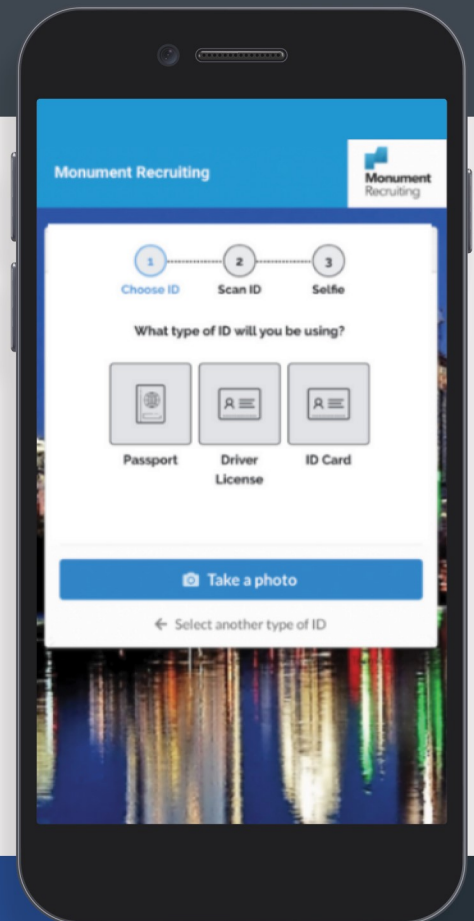 Monument Recruiting
Monument
Recruiting
1 2 3
Choose ID Scan ID Selfie
What type of ID will you be using?
Passport Driver License ID Card
Take a photo
← Select another type of ID